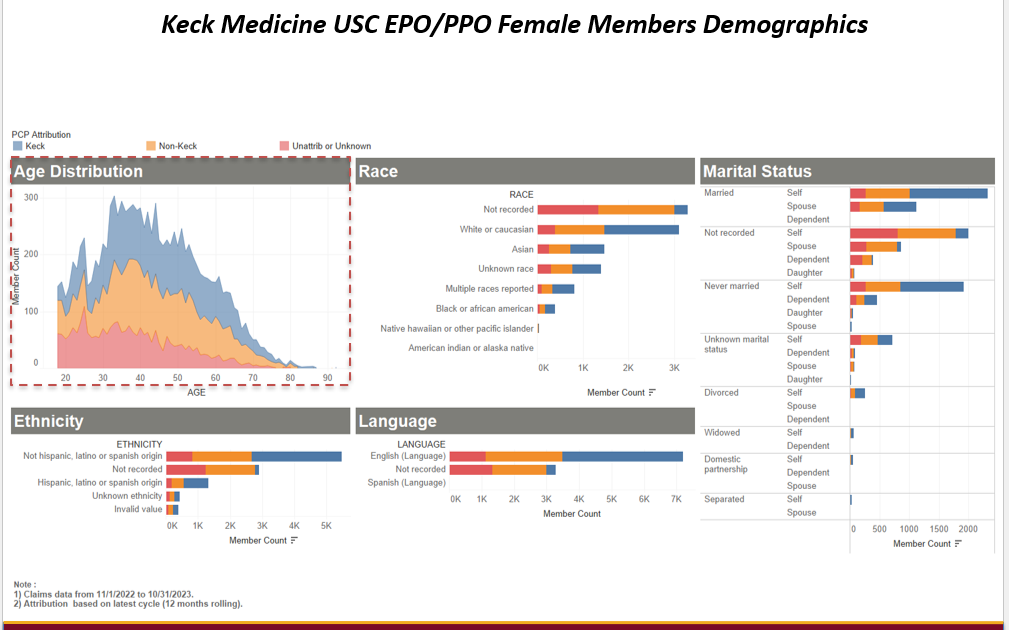 Keck Medicine USC EPO/PPO Female Members Demographics
PCP Attribution
Keck
Non-Keck
Unattrib or Unknown
Age Distribution
Member Count
300
200
100
0
20 30 40 50 60 70 80 90
AGE
Race
RACE
Not recorded
White or caucasian
Asian
Unknown race
Multiple races reported
Black or african american
Native hawaiian or other pacific islander
American indian or alaska native
0K 1K 2K 3K
Member Count
Marital Status
Married Self
Spouse
Dependent
Not recorded Self
Spouse
Dependent
Daughter
Never married Self
Dependent
Daughter
Spouse
Unknown marital Self
status Dependent
Spouse
Daughter
Divorced Self
Spouse
Dependent
Widowed Self
Dependent
Domestic Self
partnership Dependent
Spouse
Separated Self
Spouse
0 500 1000 1500 2000
Member Count
Ethnicity
ETHNICITY
Not hispanic, latino or spanish origin
Not recorded
Hispanic, latino or spanish origin
Unknown ethnicity
Invalid value
0K 1K 2K 3K 4K 5K
Member Count
Language
LANGUAGE
English (Language)
Not recorded
Spanish (Language)
0K 1K 2K 3K 4K 5K 6K 7K
Member Count
Note :
1) Claims data from 11/1/2022 to 10/31/2023.
2) Attribution based on latest cycle (12 months rolling).